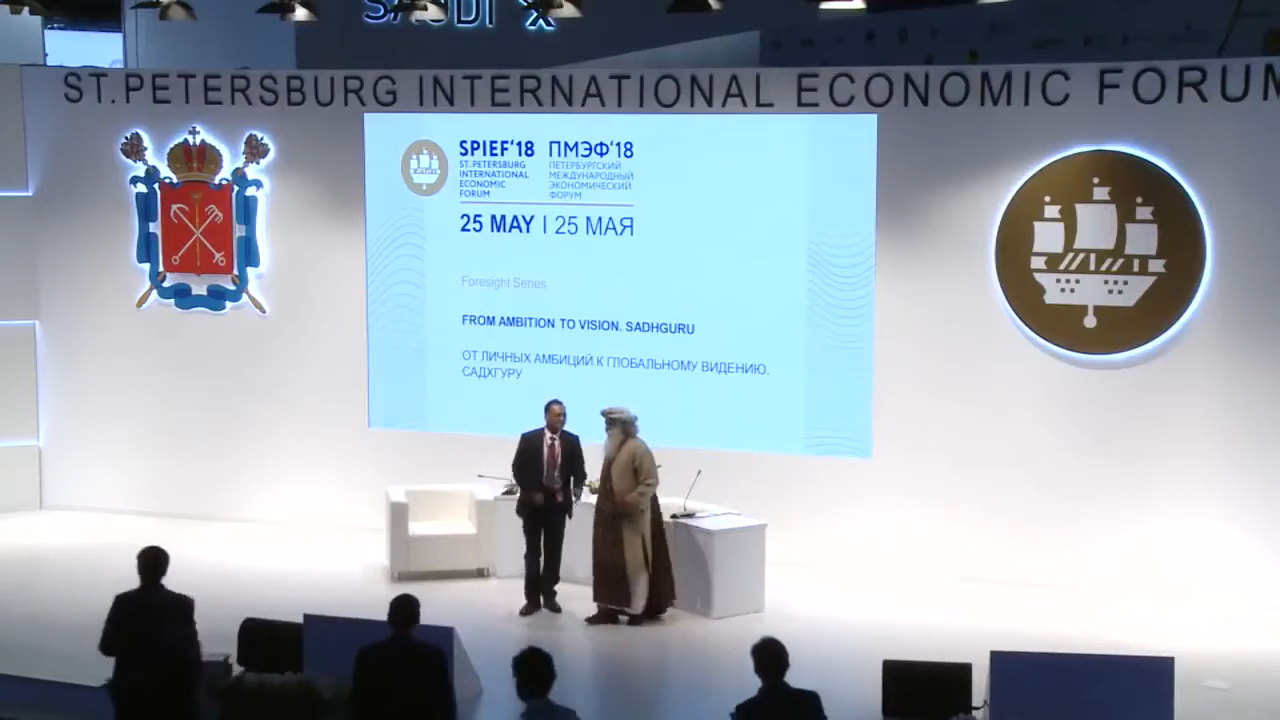 SAUDI
ST. PETERSBURG INTERNATIONAL ECONOMIC FORUM
SPIEF'18
ST. PETERSBURG
INTERNATIONAL
ECONOMIC
FORUM
ПМЭФ'18
ПЕТЕРБУРГСКИЙ
МЕЖДУНАРОДНЫЙ
ЭКОНОМИЧЕСКИЙ
ФОРУМ
25 MAY | 25 МАЯ
Foresight Series
FROM AMBITION TO VISION. SADHGURU
ОТ ЛИЧНЫХ АМБИЦИЙ К ГЛОБАЛЬНОМУ ВИДЕНИЮ.
САДХГУРУ